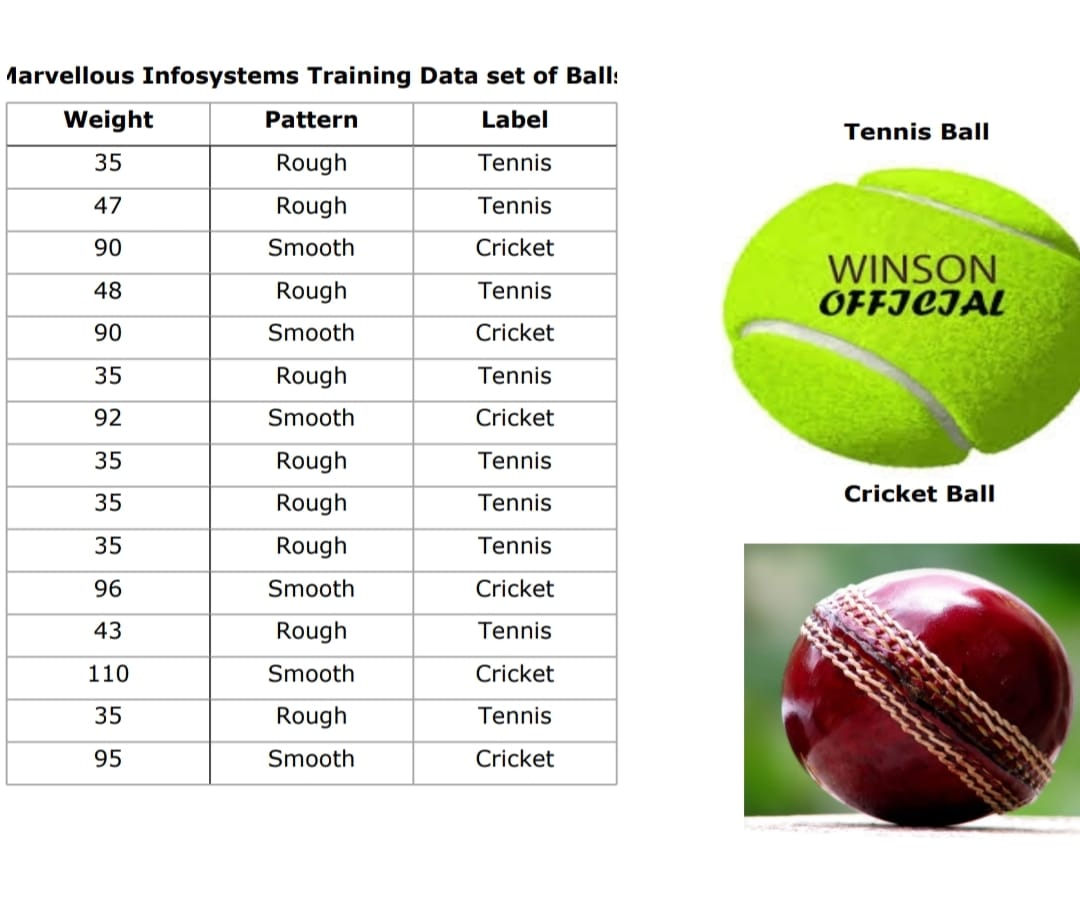 Marvellous Infosystems Training Data set of Balls
Weight Pattern Label
35 Rough Tennis
47 Rough Tennis
90 Smooth Cricket
48 Rough Tennis
90 Smooth Cricket
35 Rough Tennis
92 Smooth Cricket
35 Rough Tennis
35 Rough Tennis
35 Rough Tennis
96 Smooth Cricket
43 Rough Tennis
110 Smooth Cricket
35 Rough Tennis
95 Smooth Cricket
Tennis Ball
WINSON
OFFICIAL
Cricket Ball